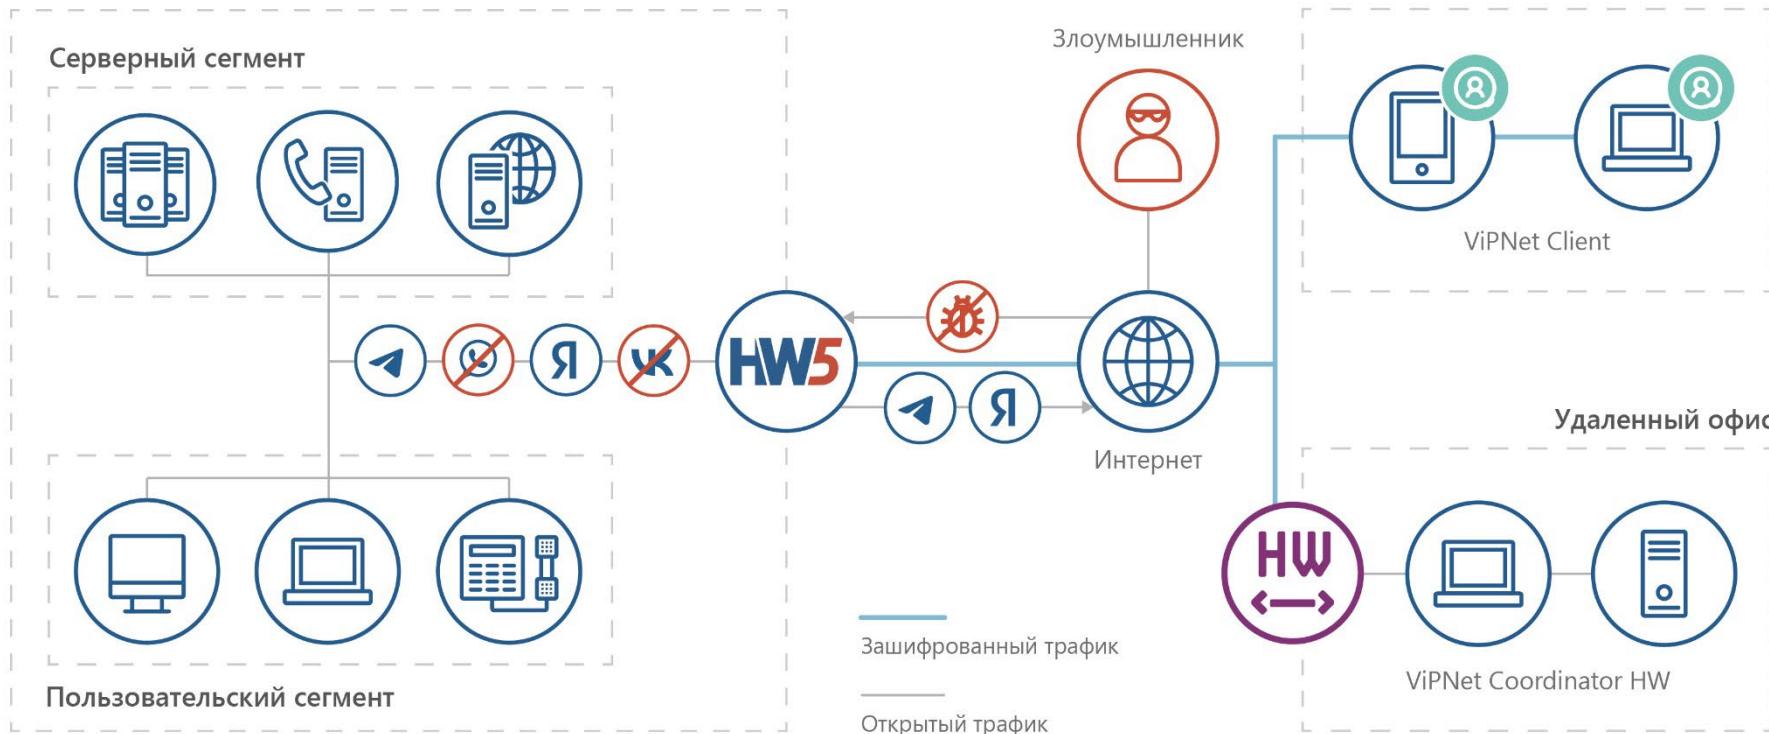 Серверный сегмент
Злоумышленник
ViPNet Client
Я
VK
HW5
Я
Интернет
Удаленный офис
HW
ViPNet Coordinator HW
Зашифрованный трафик
Открытый трафик
Пользовательский сегмент